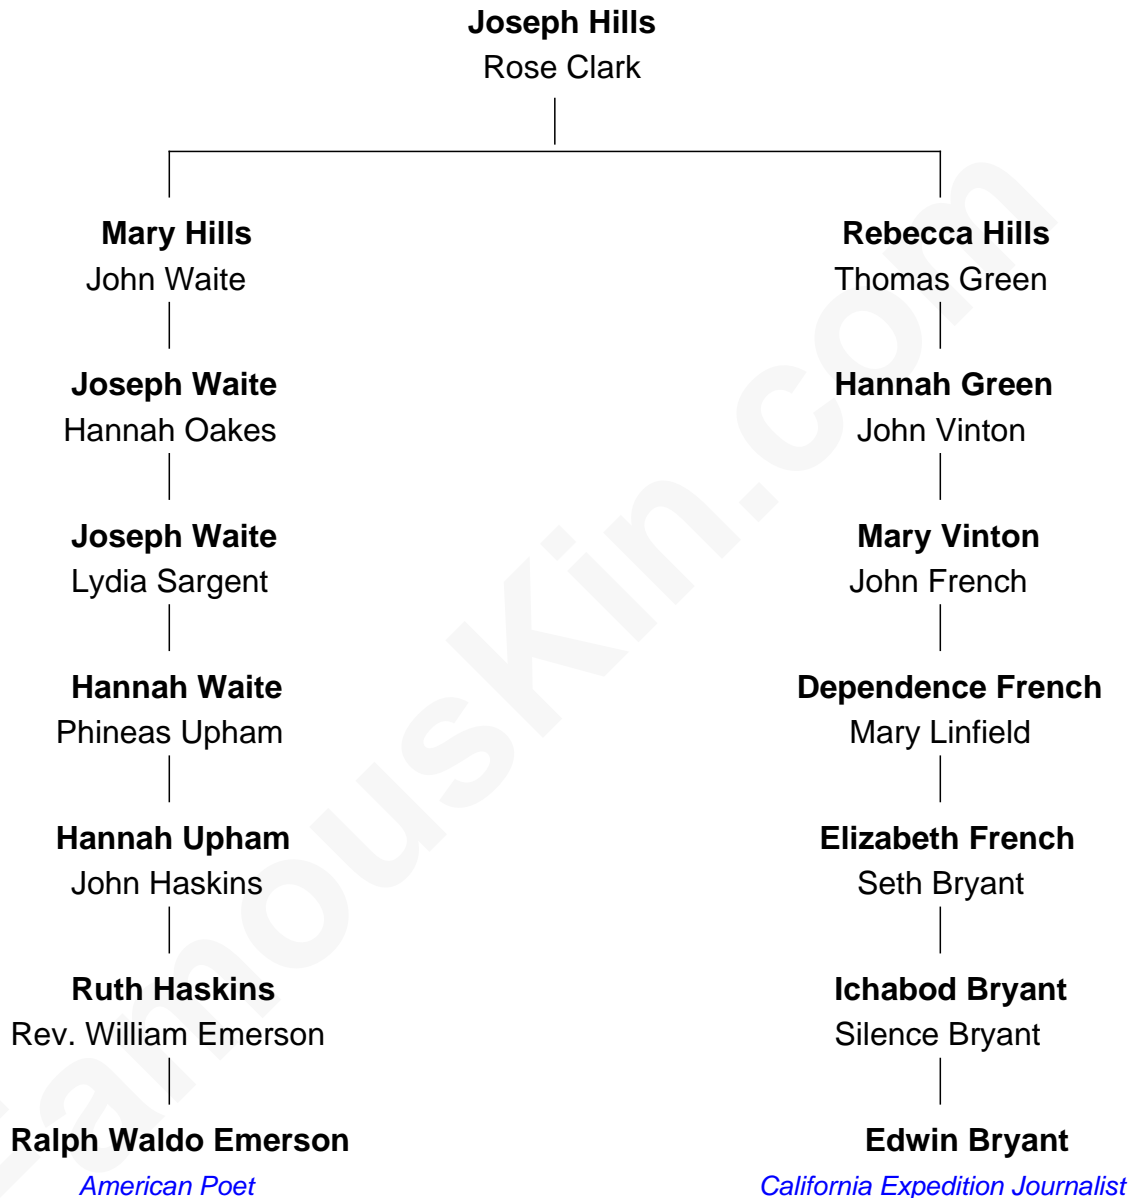 Joseph Hills
Rose Clark
Mary Hills
John Waite
Rebecca Hills
Thomas Green
Joseph Waite
Hannah Oakes
Hannah Green
John Vinton
Joseph Waite
Lydia Sargent
Mary Vinton
John French
Hannah Waite
Phineas Upham
Dependence French
Mary Linfield
Hannah Upham
John Haskins
Elizabeth French
Seth Bryant
Ruth Haskins
Rev. William Emerson
Ichabod Bryant
Silence Bryant
Ralph Waldo Emerson
American Poet
Edwin Bryant
California Expedition Journalist
FamousKin.com